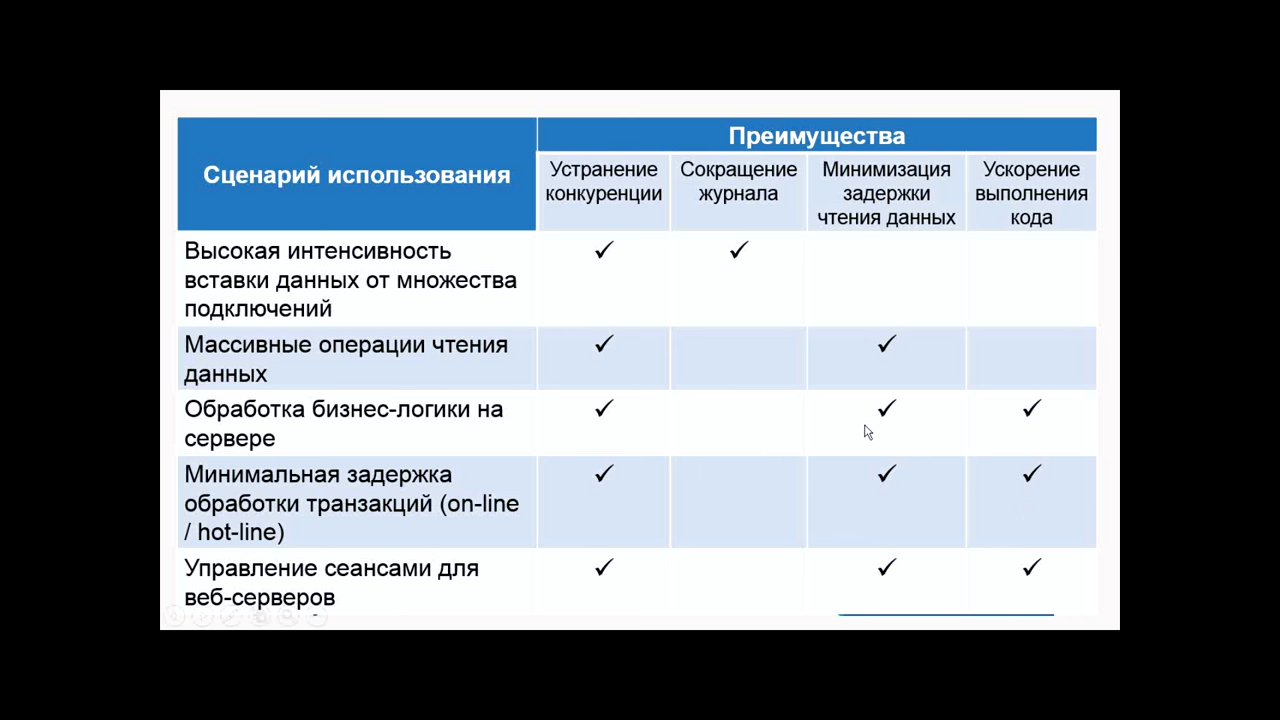 Сценарий использования
Преимущества
Устранение
конкуренции
Сокращение
журнала
Минимизация
задержки
чтения данных
Ускорение
выполнения
кода
Высокая интенсивность
вставки данных от множества
подключений
✓ ✓
Массивные операции чтения
данных
✓ ✓
Обработка бизнес-логики на
сервере
✓ ✓ ✓
Минимальная задержка
обработки транзакций (on-line
/ hot-line)
✓ ✓ ✓
Управление сеансами для
веб-серверов
✓ ✓ ✓